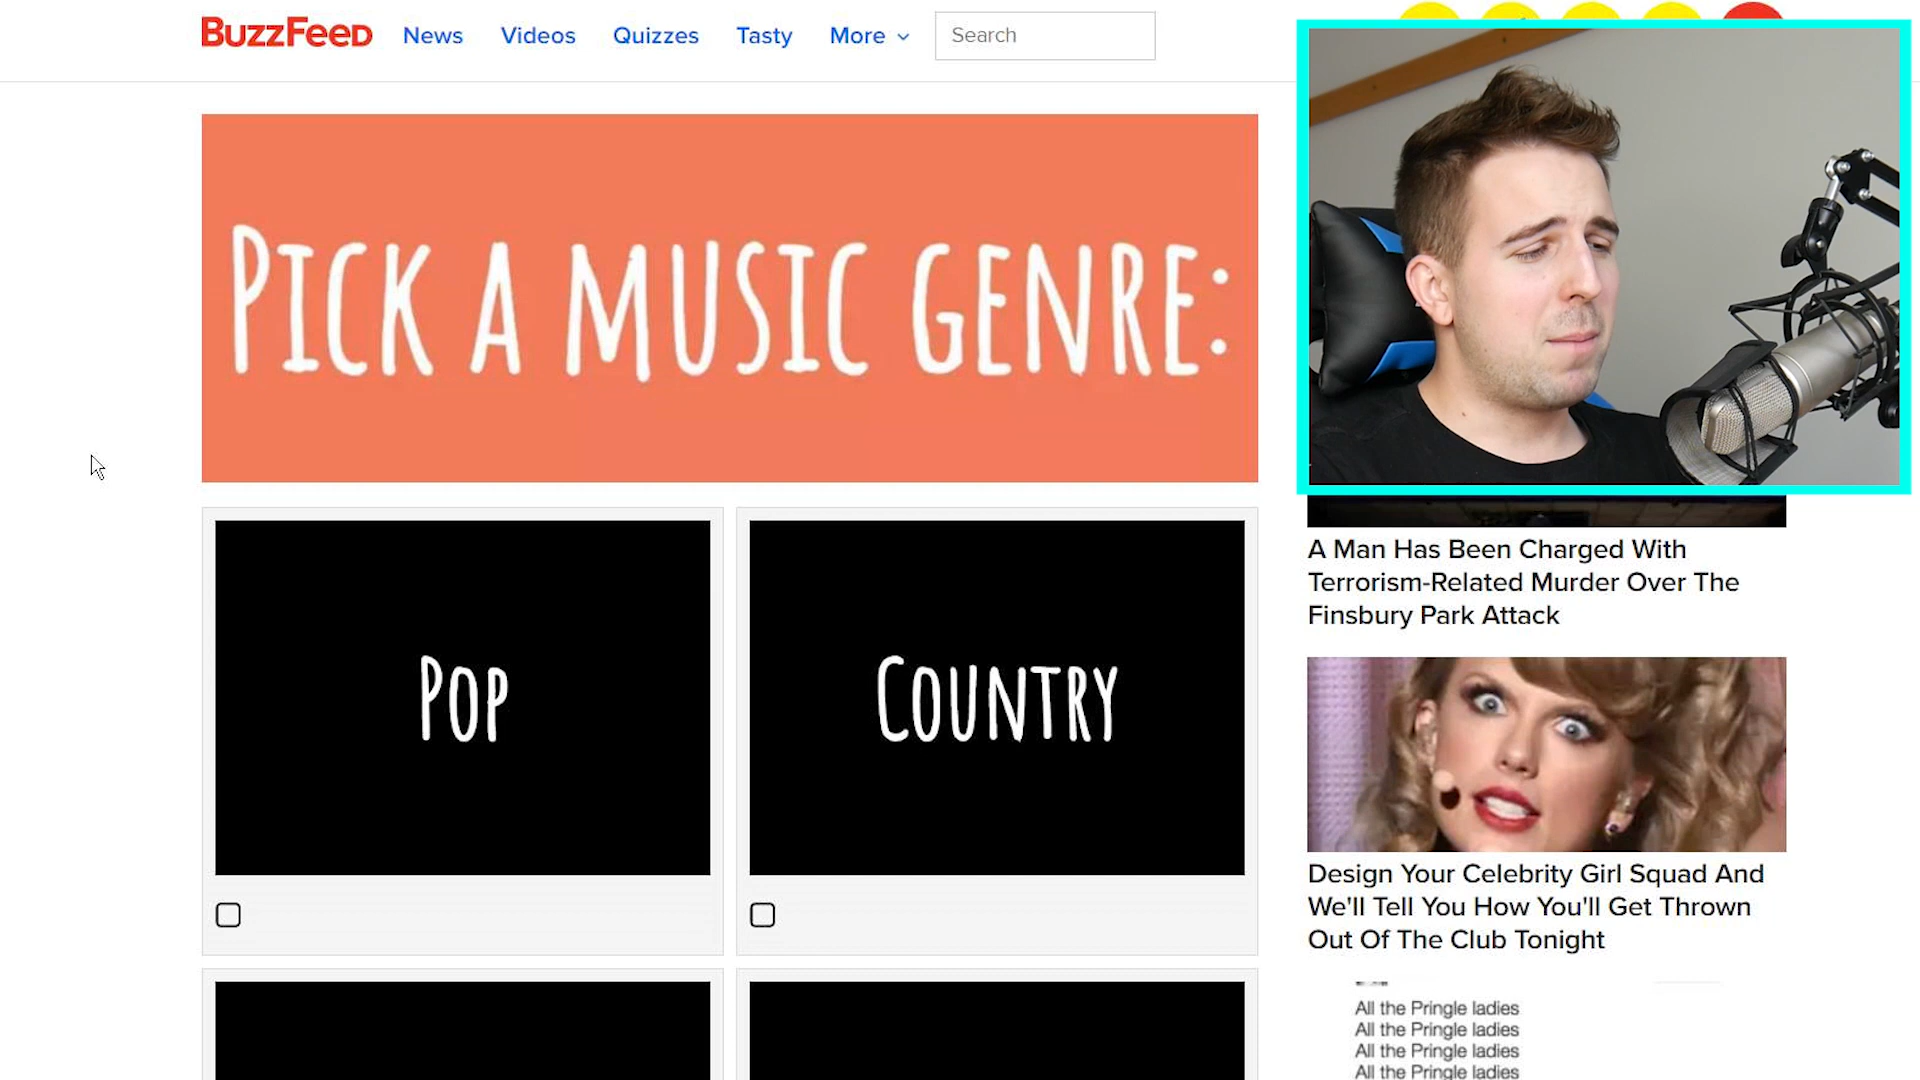 BuzzFeed News Videos Quizzes Tasty More Search
PICK A MUSIC GENRE:
POP
COUNTRY
A Man Has Been Charged With
Terrorism-Related Murder Over The
Finsbury Park Attack
Design Your Celebrity Girl Squad And
We'll Tell You How You'll Get Thrown
Out Of The Club Tonight
All the Pringle ladies
All the Pringle ladies
All the Pringle ladies
All the Pringle ladies